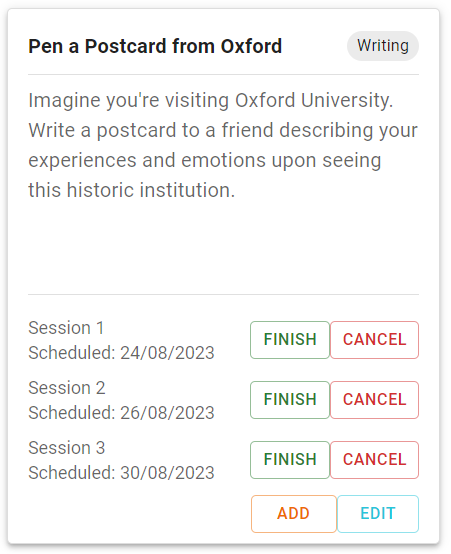 Pen a Postcard from Oxford
Writing
Imagine you're visiting Oxford University.
Write a postcard to a friend describing your
experiences and emotions upon seeing
this historic institution.
Session 1
Scheduled: 24/08/2023
FINISH
CANCEL
Session 2
Scheduled: 26/08/2023
FINISH
CANCEL
Session 3
Scheduled: 30/08/2023
FINISH
CANCEL
ADD
EDIT